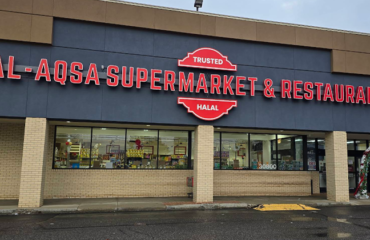 TRUSTED
AL-AQSA SUPERMARKET & RESTAURA
HALAL